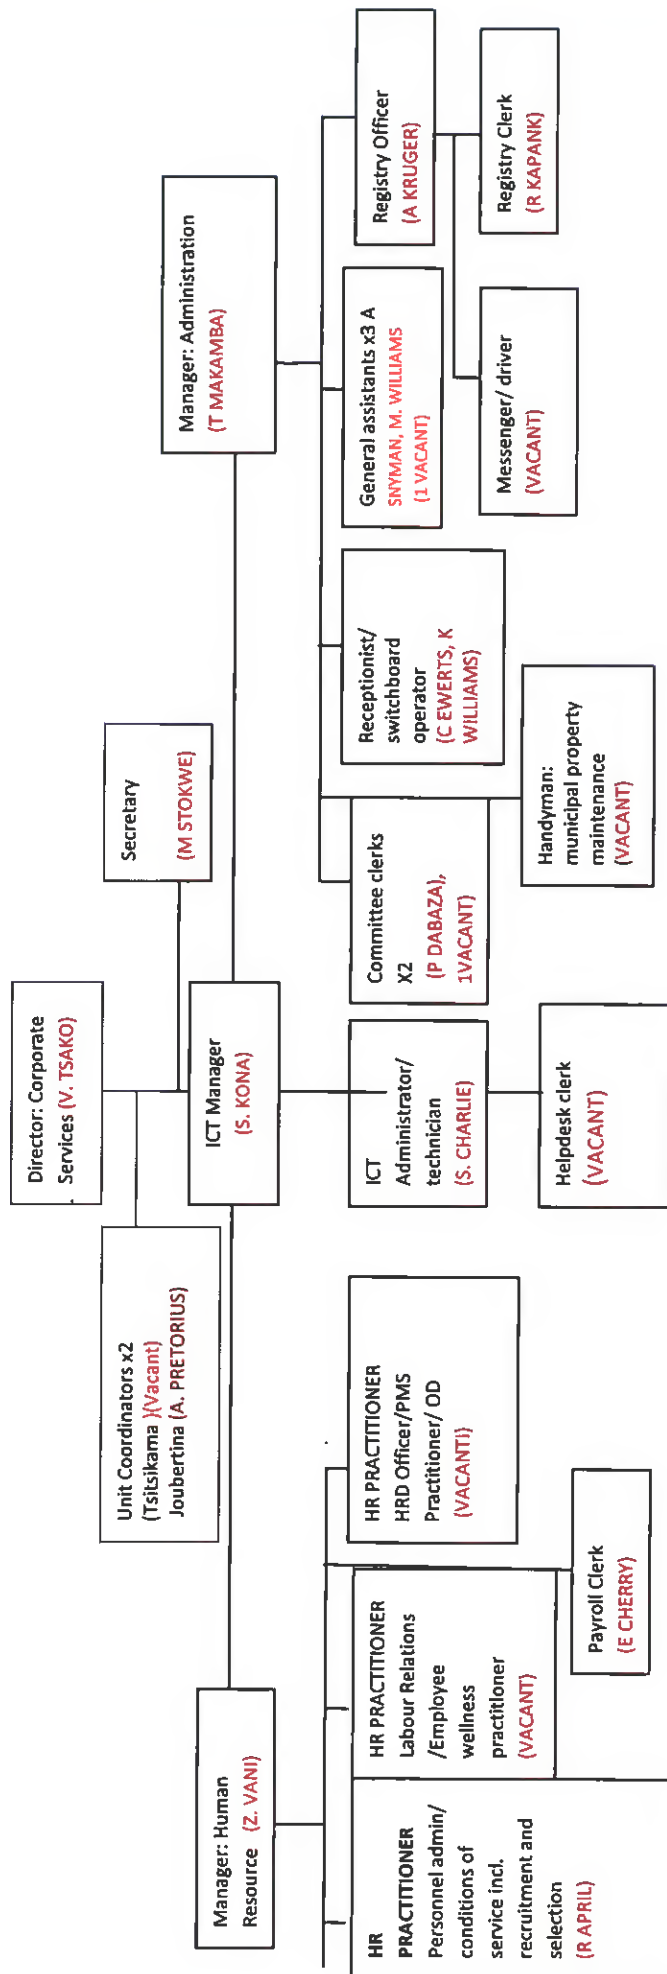 Director: Corporate
Services (V. TSAKO)
Unit Coordinators x2
(Tsitsikama )(Vacant)
Joubertina (A. PRETORIUS)
Secretary
(M STOKWE)
Manager: Human
Resource (Z. VANI)
ICT Manager
(S. KONA)
Manager: Administration
(T MAKAMBA)
HR
PRACTITIONER
Personnel admin/
conditions of
service incl.
recruitment and
selection
(R APRIL)
HR PRACTITIONER
Labour Relations
/Employee
wellness
practitioner
(VACANT)
HR PRACTITIONER
HRD Officer/PMS
Practitioner/ OD
(VACANTI)
Payroll Clerk
(E CHERRY)
ICT
Administrator/
technician
(S. CHARLIE)
Helpdesk clerk
(VACANT)
Committee clerks
X2
(P DABAZA),
1VACANT)
Receptionist/
switchboard
operator
(C EWERTS, K
WILLIAMS)
Handyman:
municipal property
maintenance
(VACANT)
General assistants x3 A
SNYMAN, M. WILLIAMS
(1 VACANT)
Registry Officer
(A KRUGER)
Messenger/ driver
(VACANT)
Registry Clerk
(R KAPANK)